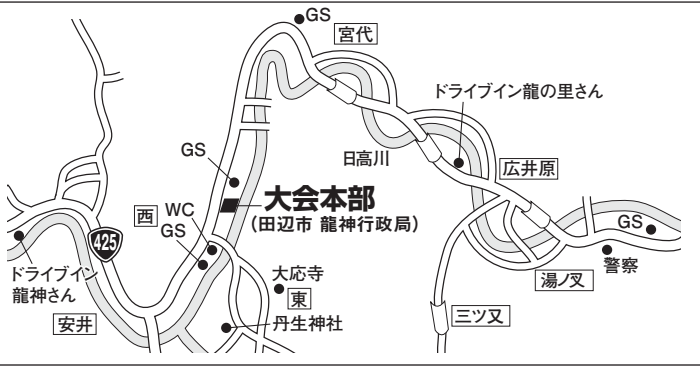 GS
宮代
ドライブイン龍の里さん
日高川
広井原
GS
大会本部
(田辺市 龍神行政局)
西
WC
GS
425
GS
警察
湯ノ又
ドライブイン
龍神さん
大応寺
東
安井
丹生神社
三ツ又